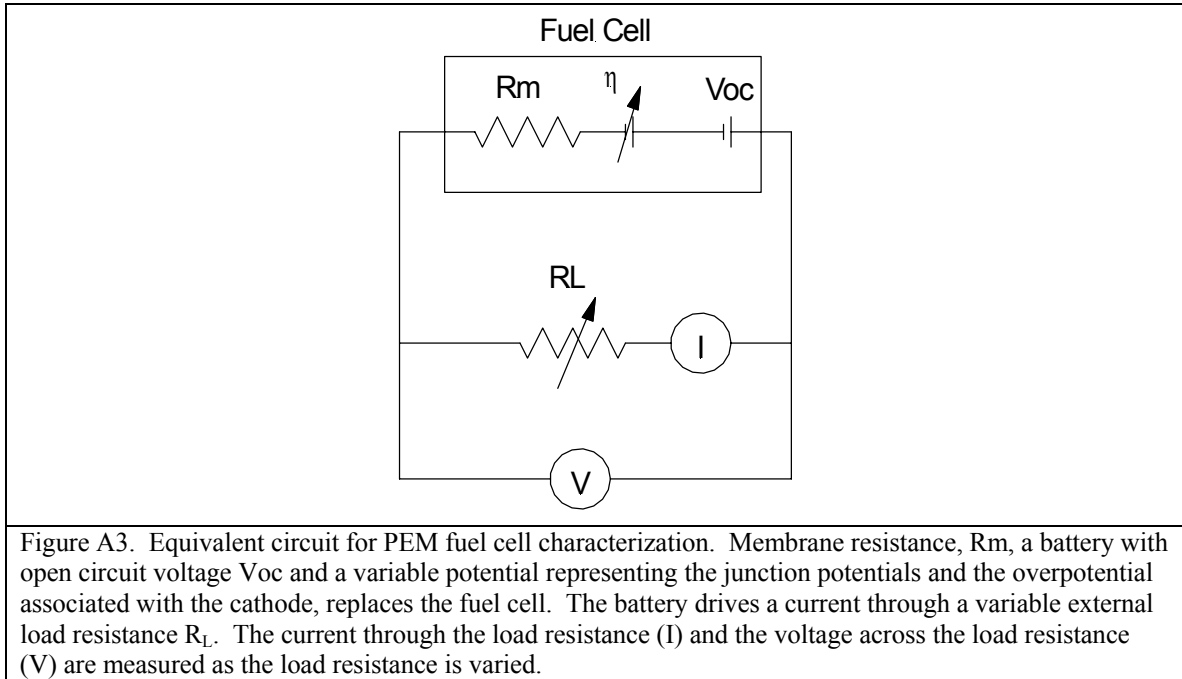 Fuel Cell
Rm
η
Voc
RL
I
V
Figure A3. Equivalent circuit for PEM fuel cell characterization. Membrane resistance, Rm, a battery with
open circuit voltage Voc and a variable potential representing the junction potentials and the overpotential
associated with the cathode, replaces the fuel cell. The battery drives a current through a variable external
load resistance R_L. The current through the load resistance (I) and the voltage across the load resistance
(V) are measured as the load resistance is varied.